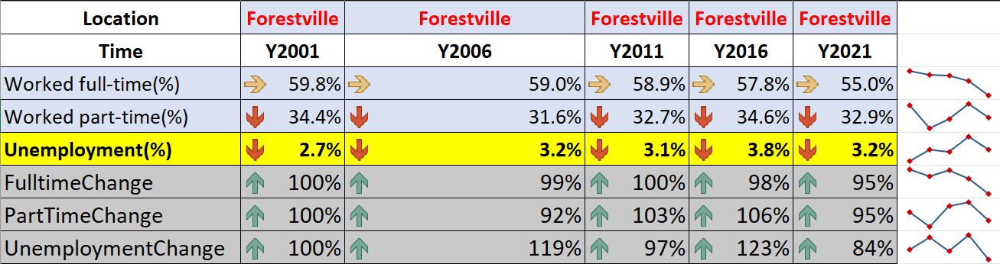 Location Forestville Forestville Forestville Forestville Forestville
Time Y2001 Y2006 Y2011 Y2016 Y2021
Worked full-time(%) 59.8% 59.0% 58.9% 57.8% 55.0%
Worked part-time(%) 34.4% 31.6% 32.7% 34.6% 32.9%
Unemployment(%) 2.7% 3.2% 3.1% 3.8% 3.2%
FulltimeChange 100% 99% 100% 98% 95%
PartTimeChange 100% 92% 103% 106% 95%
UnemploymentChange 100% 119% 97% 123% 84%